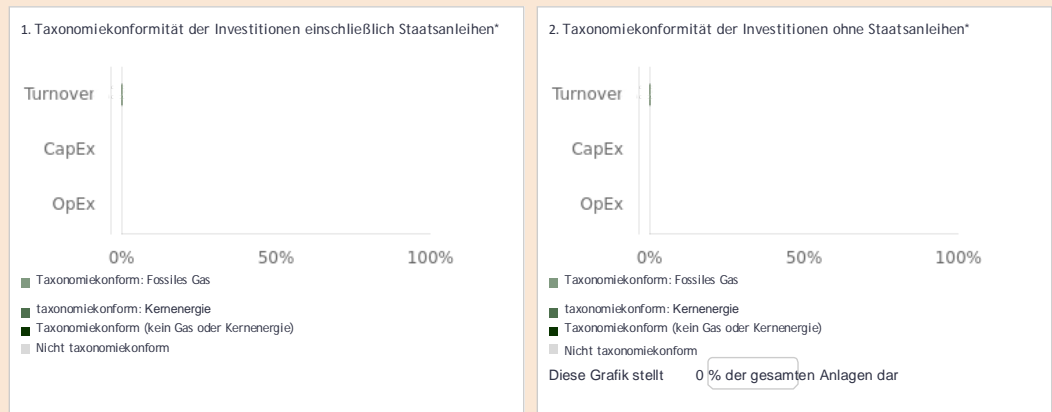 1. Taxonomiekonformität der Investitionen einschließlich Staatsanleihen*
Turnover
CapEx
OpEx
0% 50% 100%
Taxonomiekonform: Fossiles Gas
taxonomiekonform: Kernenergie
Taxonomiekonform (kein Gas oder Kernenergie)
Nicht taxonomiekonform
2. Taxonomiekonformität der Investitionen ohne Staatsanleihen*
Turnover
CapEx
OpEx
0% 50% 100%
Taxonomiekonform: Fossiles Gas
taxonomiekonform: Kernenergie
Taxonomiekonform (kein Gas oder Kernenergie)
Nicht taxonomiekonform
Diese Grafik stellt 0 % der gesamten Anlagen dar